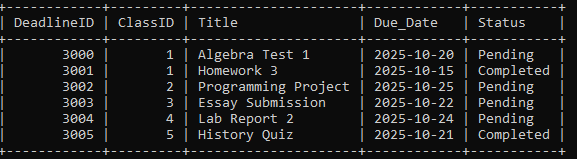 +------------+---------+---------------------+------------+-----------+
| DeadlineID | ClassID | Title               | Due_Date   | Status    |
+------------+---------+---------------------+------------+-----------+
|       3000 |       1 | Algebra Test 1      | 2025-10-20 | Pending   |
|       3001 |       1 | Homework 3          | 2025-10-15 | Completed |
|       3002 |       2 | Programming Project | 2025-10-25 | Pending   |
|       3003 |       3 | Essay Submission    | 2025-10-22 | Pending   |
|       3004 |       4 | Lab Report 2        | 2025-10-24 | Pending   |
|       3005 |       5 | History Quiz        | 2025-10-21 | Completed |
+------------+---------+---------------------+------------+-----------+